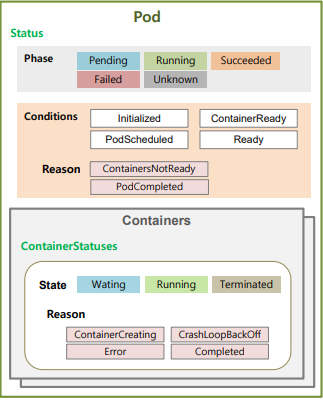 Pod
Status
Phase Pending Running Succeeded
Failed Unknown
Conditions Initialized ContainerReady
PodScheduled Ready
Reason ContainersNotReady
PodCompleted
Containers
ContainerStatuses
State Wating Running Terminated
Reason
ContainerCreating CrashLoopBackOff
Error Completed